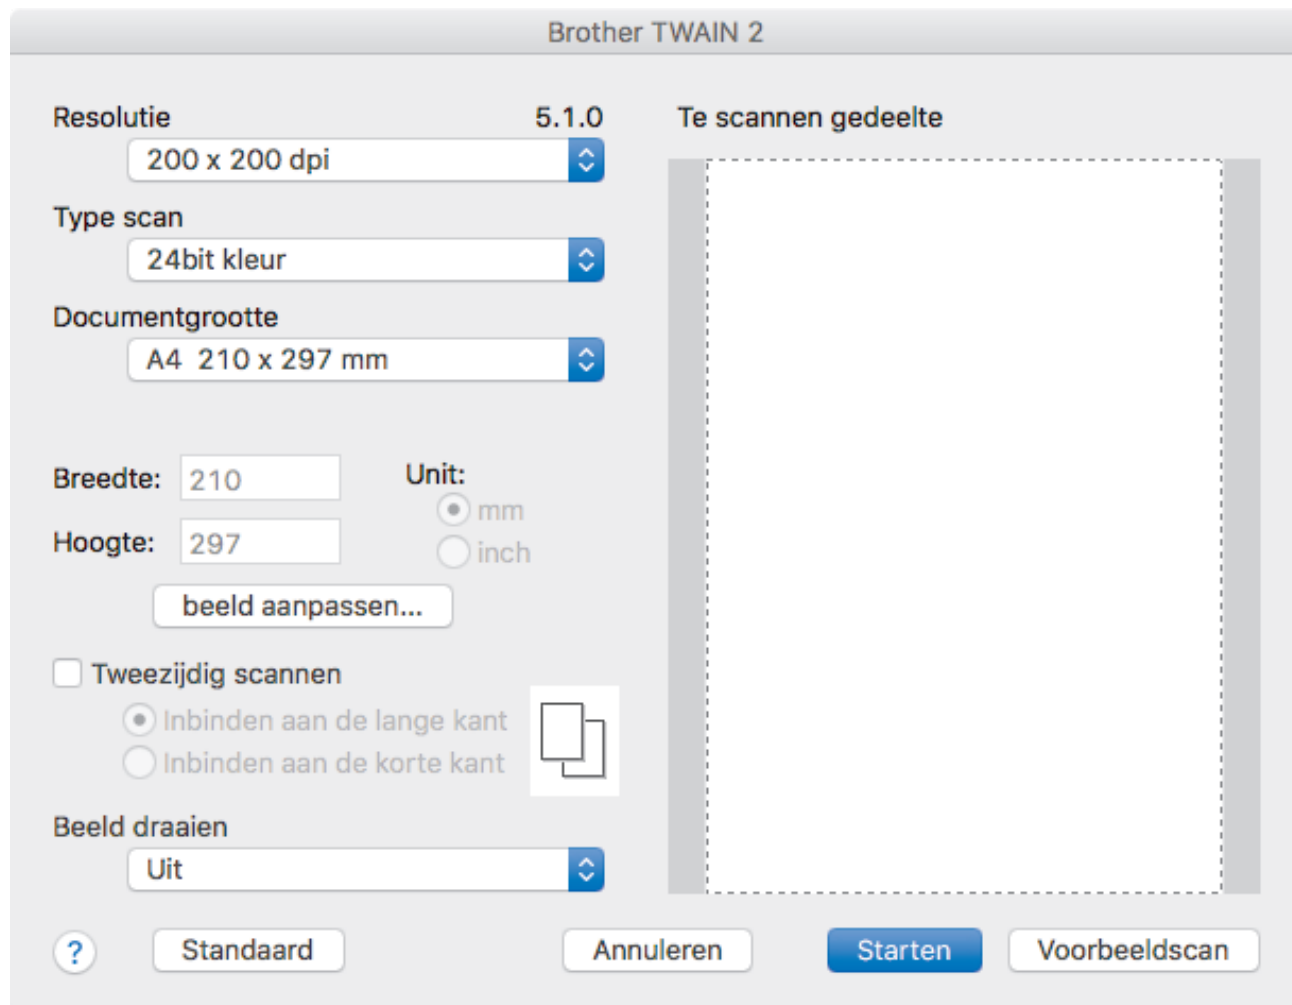 Brother TWAIN 2
Resolutie 5.1.0
200 x 200 dpi
Type scan
24bit kleur
Documentgrootte
A4 210 x 297 mm
Breedte: 210
Hoogte: 297
Unit:
mm
inch
beeld aanpassen...
Tweezijdig scannen
Inbinden aan de lange kant
Inbinden aan de korte kant
Beeld draaien
Uit
Te scannen gedeelte
? Standaard Annuleren Starten Voorbeeldscan